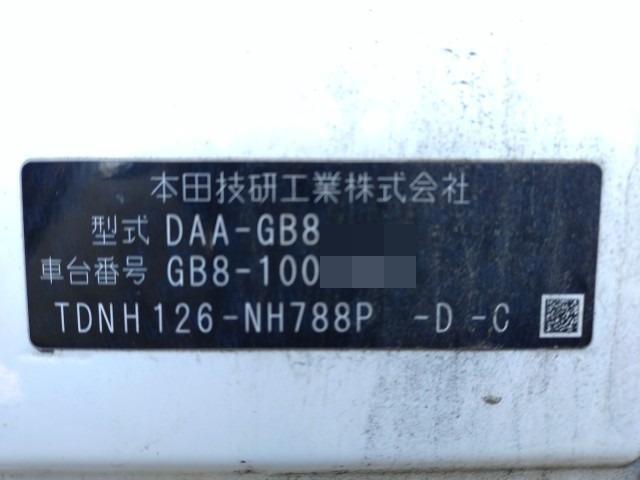 本田技研工業株式会社
型式 DAA-GB8
車台番号 GB8-100
TDNH126-NH788P -D -C